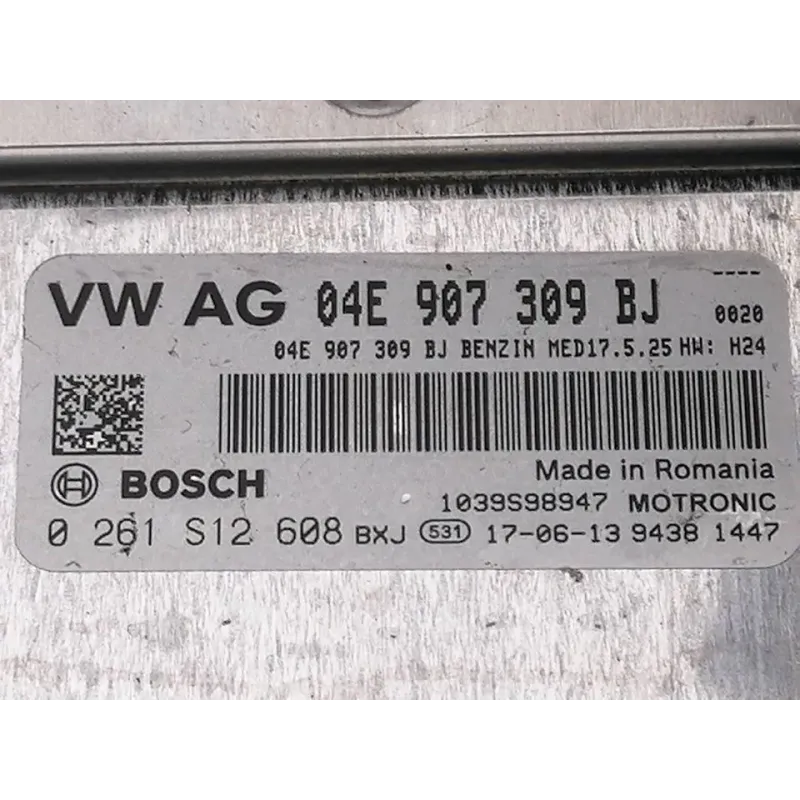 VW AG 04E 907 309 BJ 0020
04E 907 309 BJ BENZIN MED17.5.25 HW: H24
BOSCH
Made in Romania
1039S98947 MOTRONIC
0 261 S12 608 BXJ 531 17-06-13 9438 1447